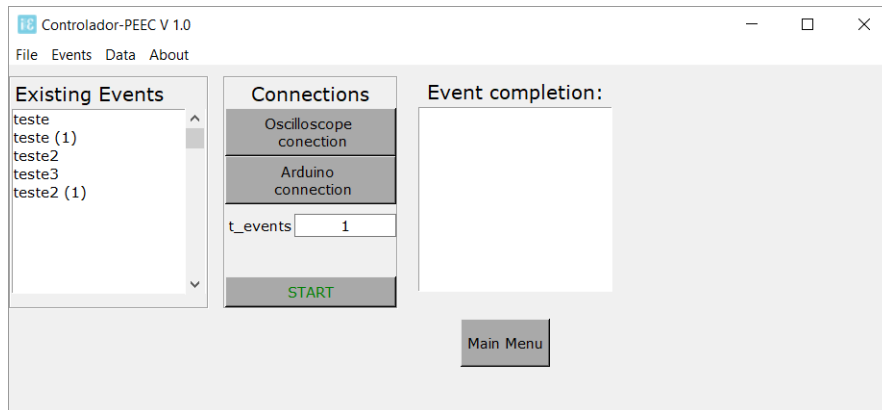 Controlador-PEEC V 1.0
File Events Data About
Existing Events
teste
teste (1)
teste2
teste3
teste2 (1)
Connections
Oscilloscope
conection
Arduino
connection
t_events 1
START
Event completion:
Main Menu